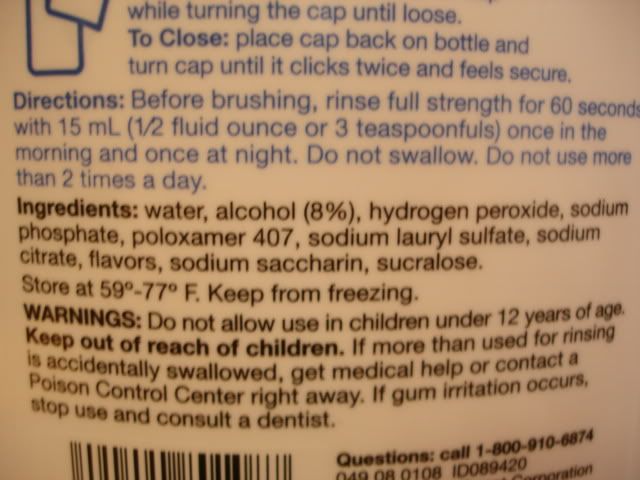 while turning the cap until loose.
To Close: place cap back on bottle and
turn cap until it clicks twice and feels secure.
Directions: Before brushing, rinse full strength for 60 seconds
with 15 mL (1/2 fluid ounce or 3 teaspoonfuls) once in the
morning and once at night. Do not swallow. Do not use more
than 2 times a day.
Ingredients: water, alcohol (8%), hydrogen peroxide, sodium
phosphate, poloxamer 407, sodium lauryl sulfate, sodium
citrate, flavors, sodium saccharin, sucralose.
Store at 59º-77º F. Keep from freezing.
WARNINGS: Do not allow use in children under 12 years of age.
Keep out of reach of children. If more than used for rinsing
is accidentally swallowed, get medical help or contact a
Poison Control Center right away. If gum irritation occurs,
stop use and consult a dentist.
Questions: call 1-800-910-6874
049 08 0108 ID089420
Corporation